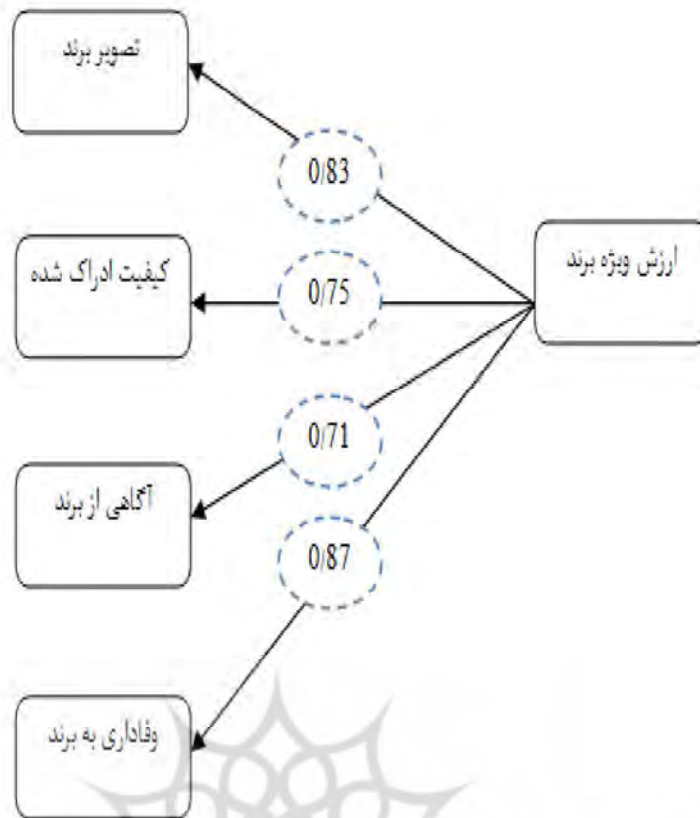 تصویر برند
0/83
ارزش ویژه برند
کیفیت ادراک شده
0/75
0/71
آگاهی از برند
0/87
وفاداری به برند